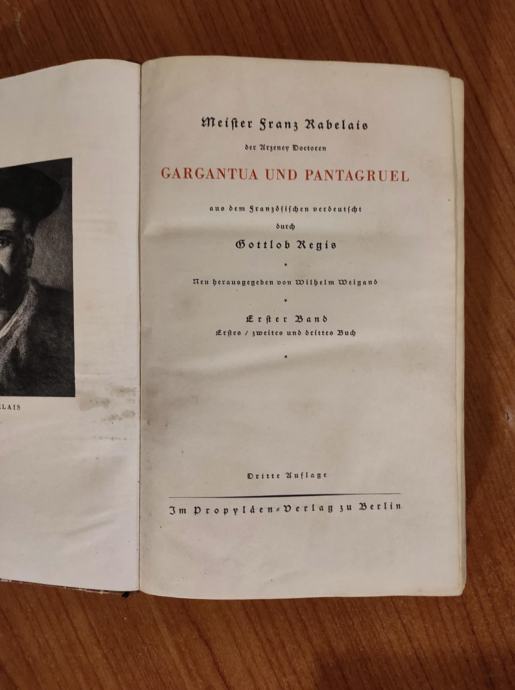 Meister Franz Rabelais
der Arzeney Doctoren
GARGANTUA UND PANTAGRUEL
aus dem Französischen verdeutscht
durch
Gottlob Regis
Neu herausgegeben von Wilhelm Weigand
Erster Band
Erstes / zweites und drittes Buch
Dritte Auflage
Im Propyläen-Verlag zu Berlin